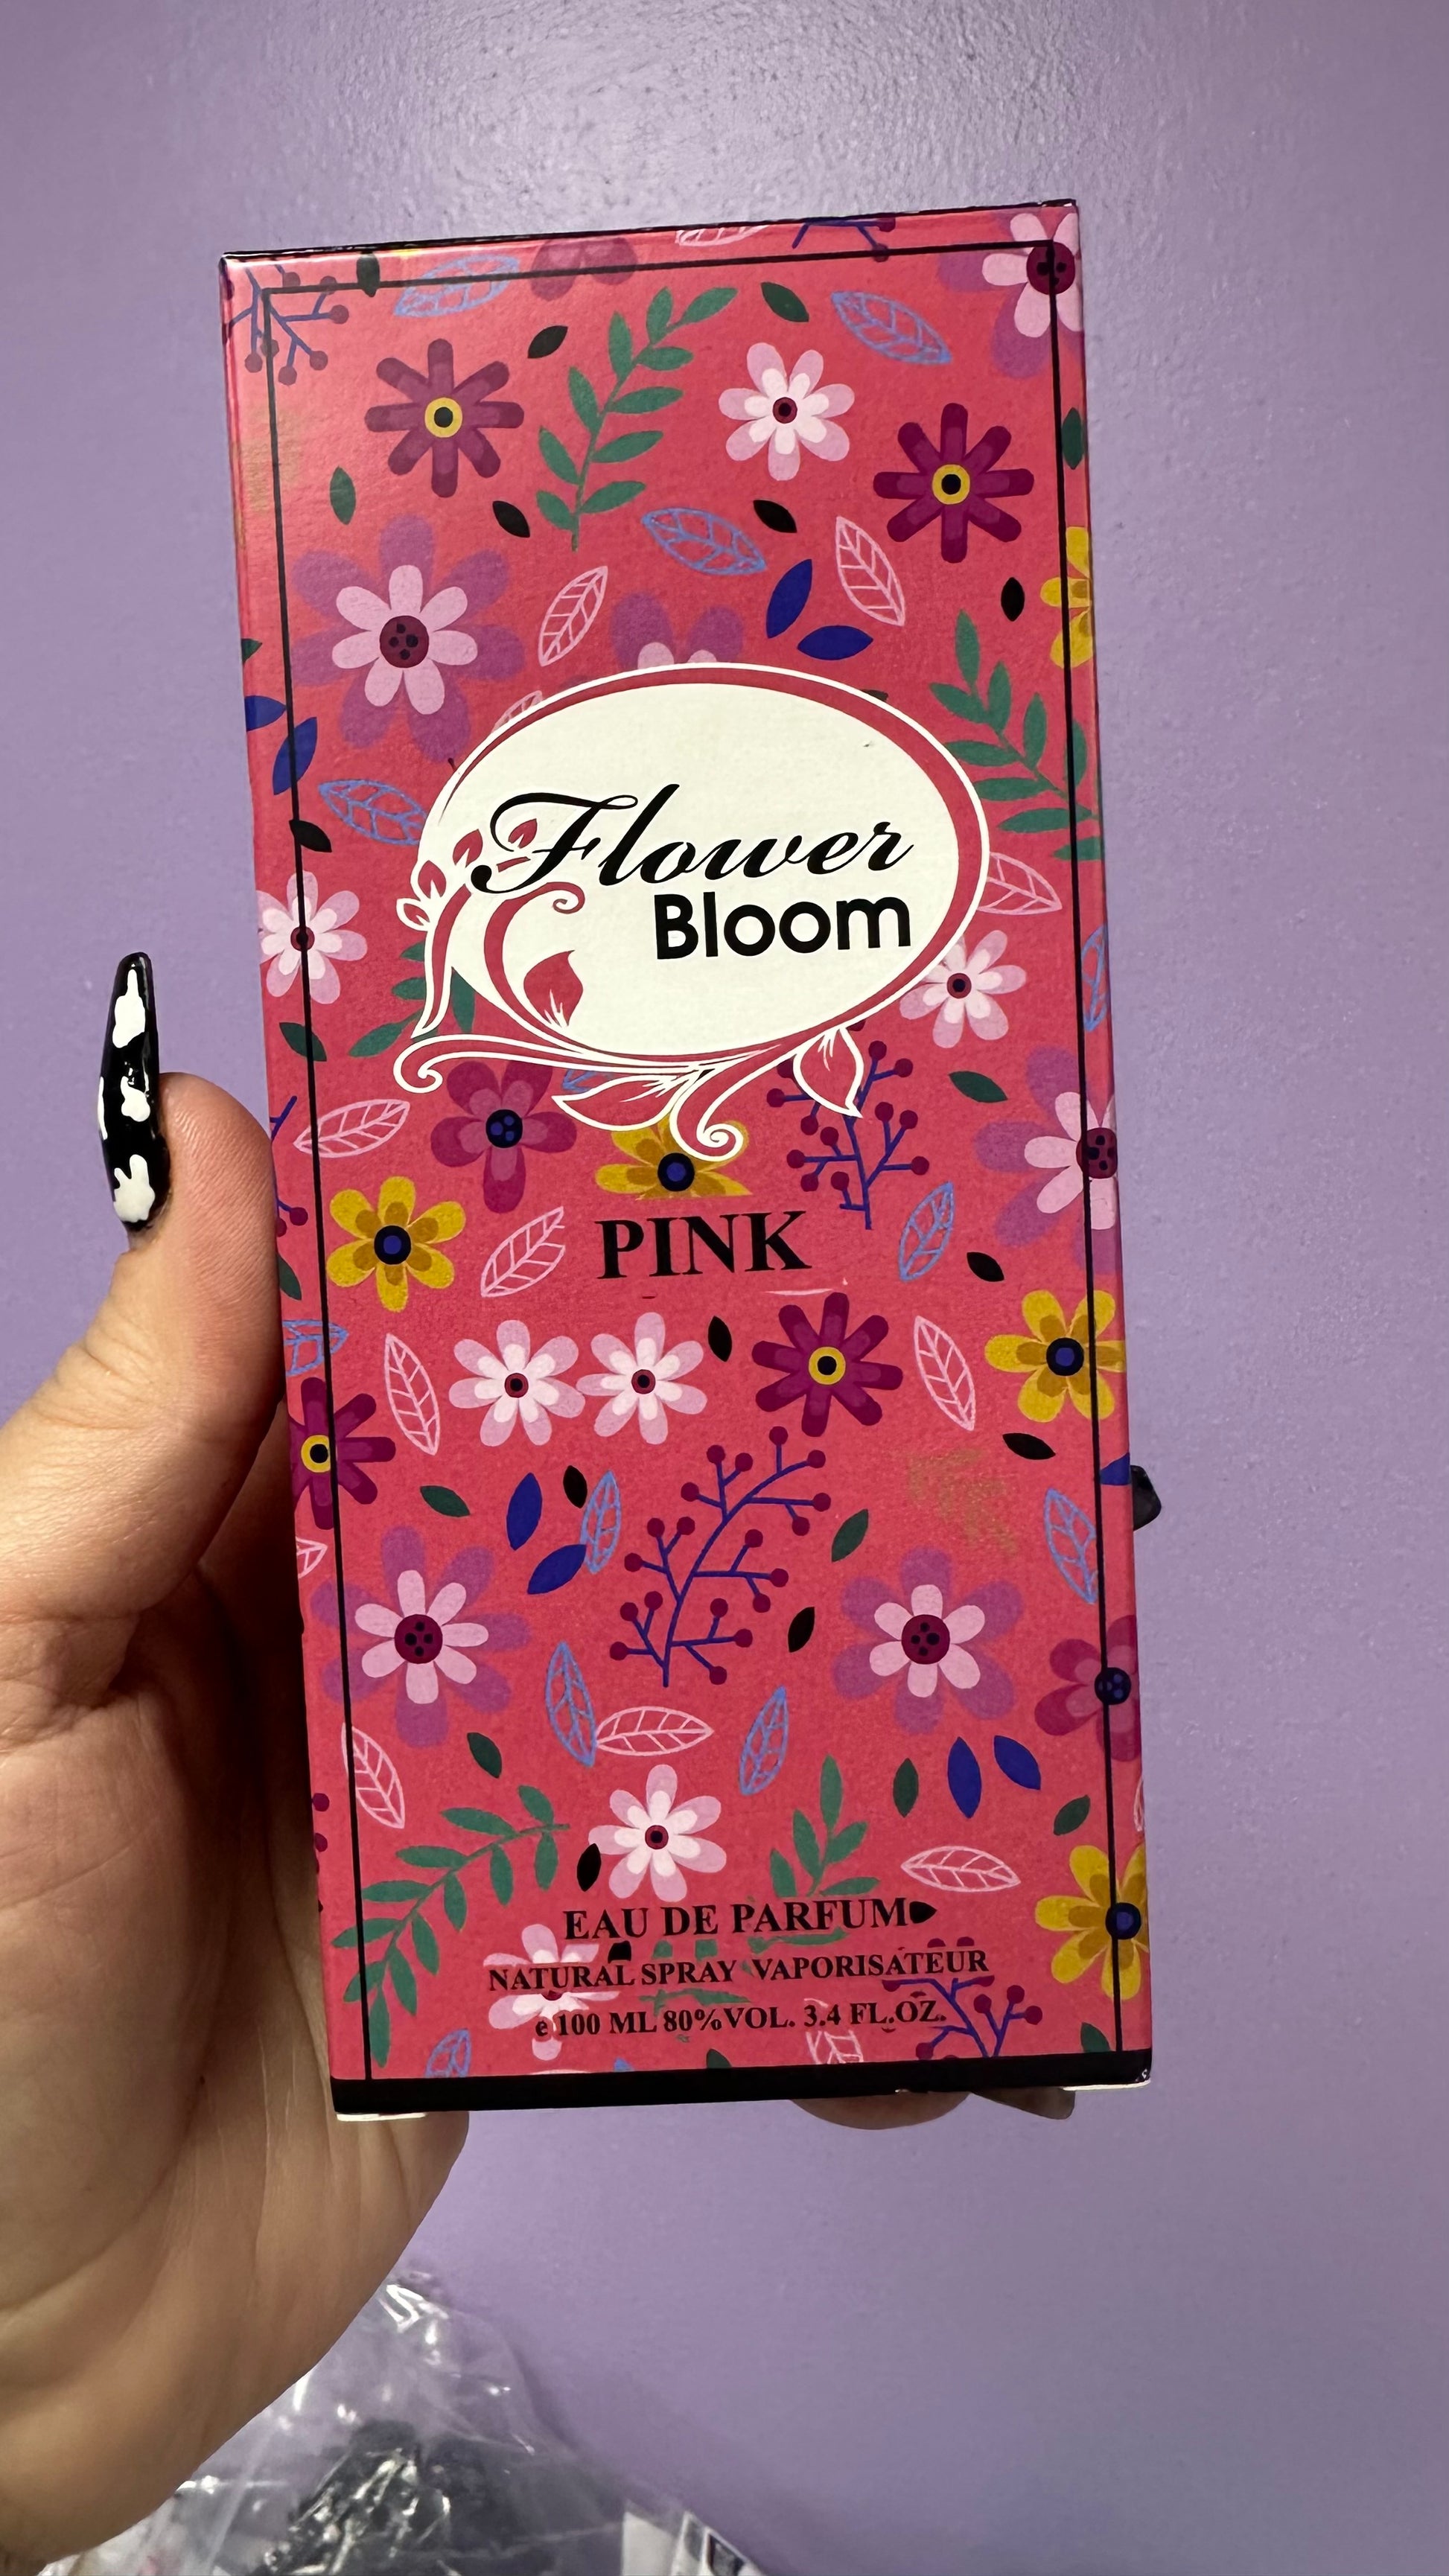 Flower
Bloom
PINK
EAU DE PARFUM
NATURAL SPRAY VAPORISATEUR
e 100 ML 80%VOL. 3.4 FL.OZ.